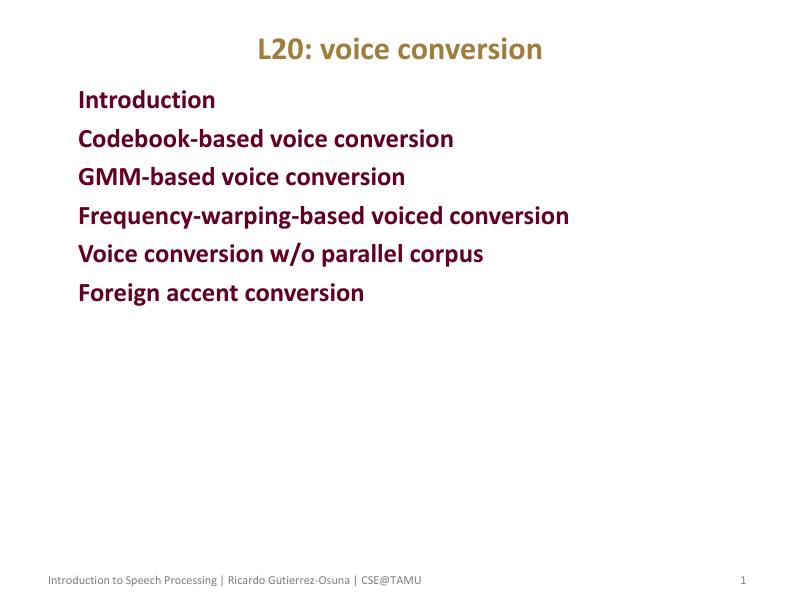 L20: voice conversion
Introduction
Codebook-based voice conversion
GMM-based voice conversion
Frequency-warping-based voiced conversion
Voice conversion w/o parallel corpus
Foreign accent conversion
Introduction to Speech Processing | Ricardo Gutierrez-Osuna | CSE@TAMU
1